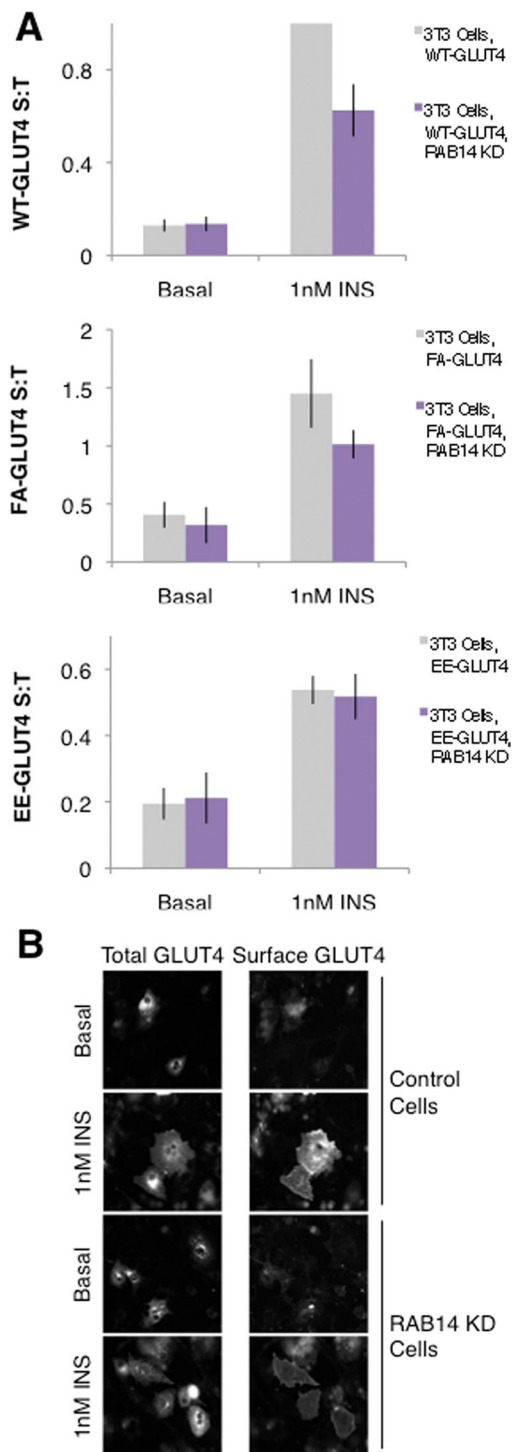 A
WT-GLUT4 S:T
0.8
0.4
0
Basal
1nM INS
3T3 Cells,
WT-GLUT4
3T3 Cells,
WT-GLUT4,
RAB14 KD
FA-GLUT4 S:T
2
1.5
1
0.5
0
Basal
1nM INS
3T3 Cells,
FA-GLUT4
3T3 Cells,
FA-GLUT4,
RAB14 KD
EE-GLUT4 S:T
0.6
0.4
0.2
0
Basal
1nM INS
3T3 Cells,
EE-GLUT4
3T3 Cells,
EE-GLUT4,
RAB14 KD
B
Total GLUT4 Surface GLUT4
Basal
1nM INS
Control
Cells
Basal
1nM INS
RAB14 KD
Cells